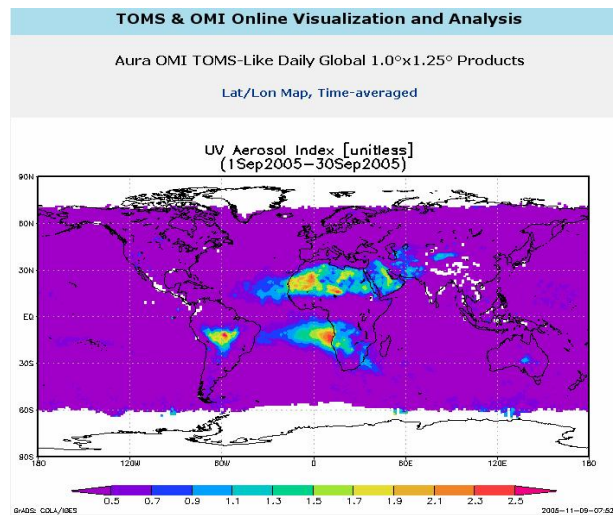 TOMS & OMI Online Visualization and Analysis
Aura OMI TOMS-Like Daily Global 1.0°x1.25° Products
Lat/Lon Map, Time-averaged
UV Aerosol Index [unitless]
(1Sep2005-30Sep2005)
90N
60N
30N
EQ
30S
60S
90S
180 120W 60W 0 60E 120E 180
0.5 0.7 0.9 1.1 1.3 1.5 1.7 1.9 2.1 2.3 2.5
GrADS: COLA/IGES 2005-11-09-07:50